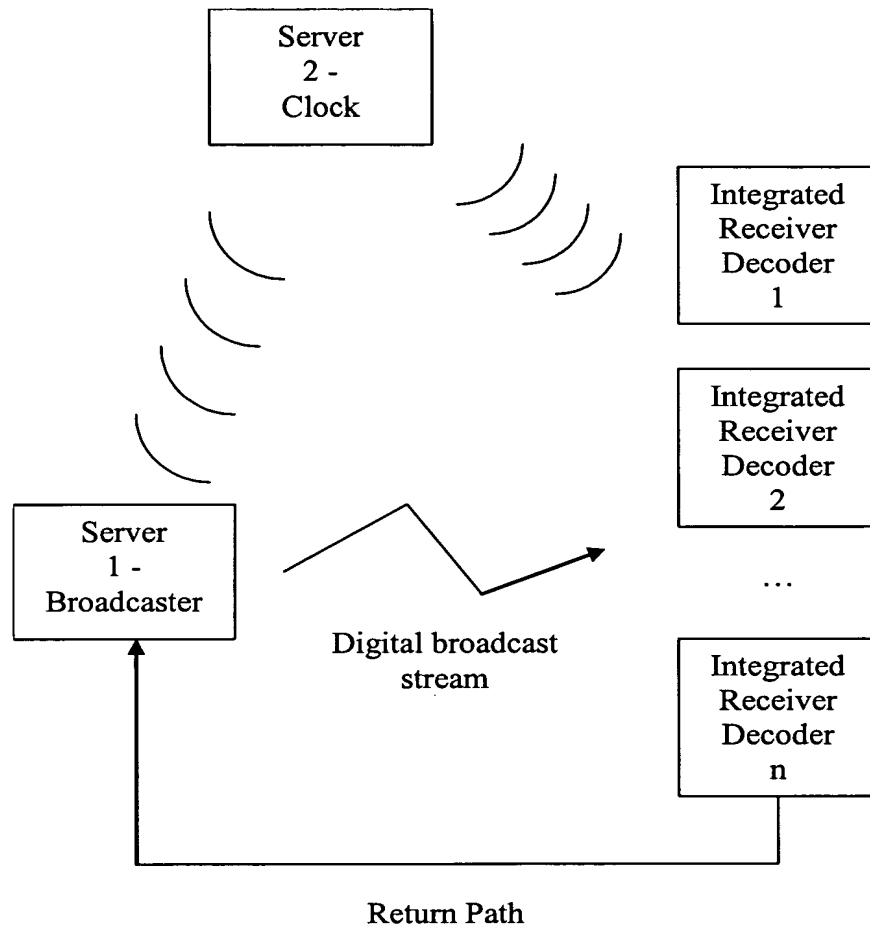 Server
2 -
Clock
Integrated
Receiver
Decoder
1
Integrated
Receiver
Decoder
2
Server
1 -
Broadcaster
...
Digital broadcast
stream
Integrated
Receiver
Decoder
n
Return Path